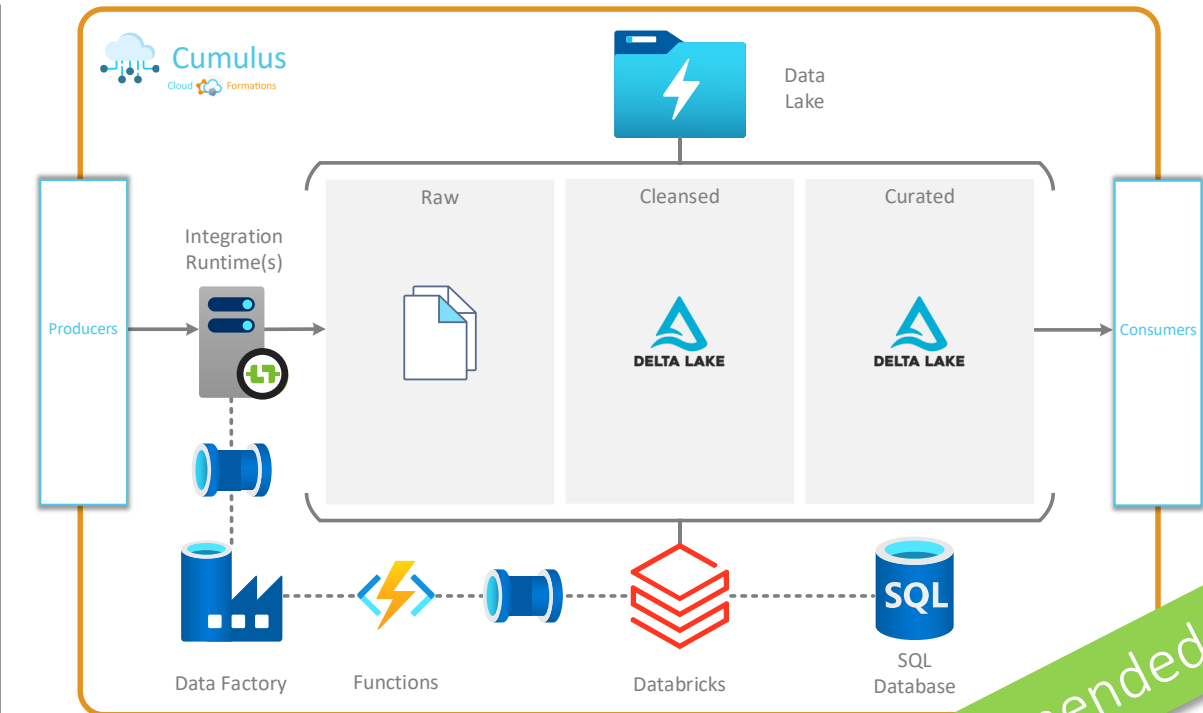 Cumulus
Cloud Formations
Data
Lake
Raw
Cleansed
Curated
Integration
Runtime(s)
Producers
DELTA LAKE
DELTA LAKE
Consumers
SQL
Data Factory
Functions
Databricks
SQL
Database